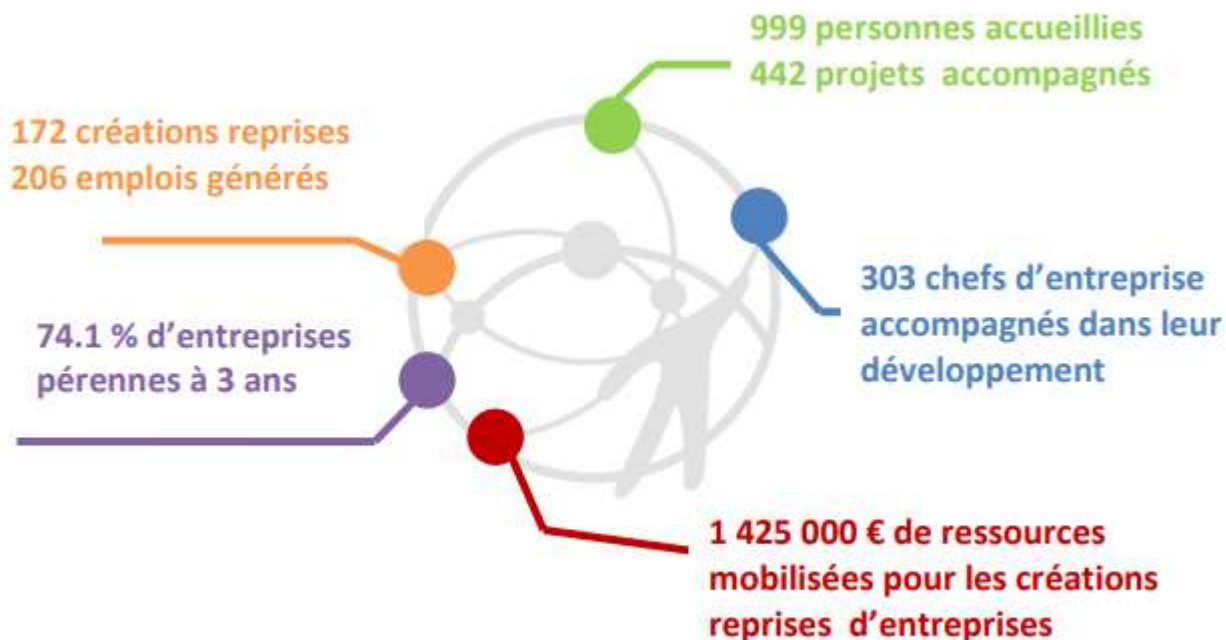 999 personnes accueillies
442 projets accompagnés
172 créations reprises
206 emplois générés
303 chefs d’entreprise
accompagnés dans leur
développement
74.1 % d’entreprises
pérennes à 3 ans
1 425 000 € de ressources
mobilisées pour les créations
reprises d’entreprises